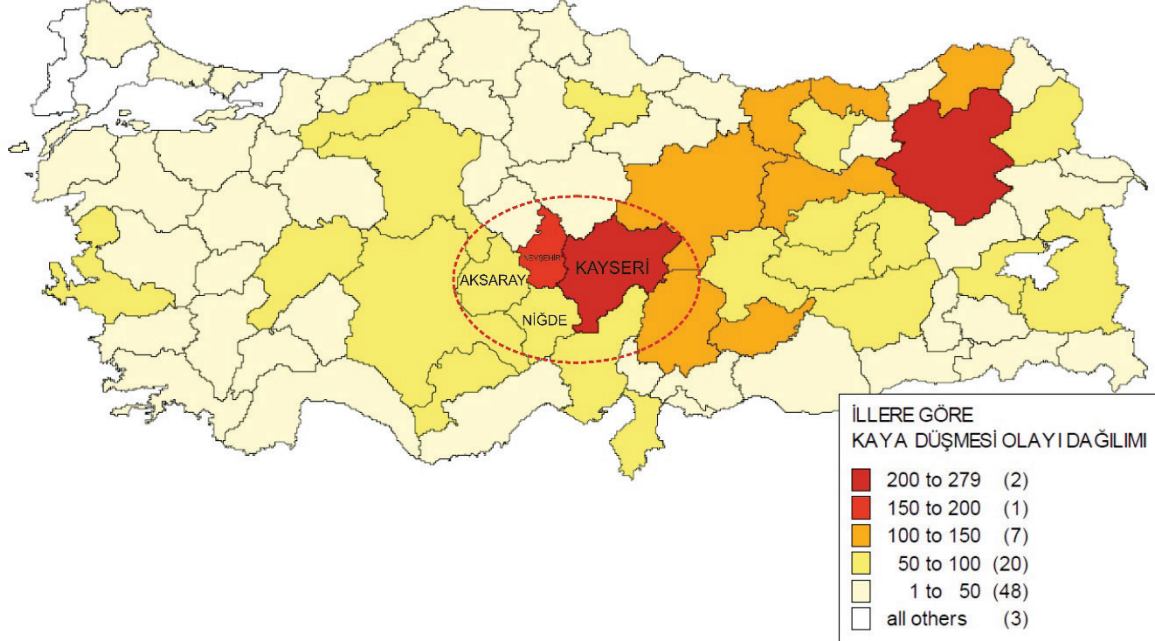 NEVŞEHİR
KAYSERİ
AKSARAY
NİĞDE
İLLERE GÖRE
KAYA DÜŞMESİ OLAYI DAĞILIMI
200 to 279 (2)
150 to 200 (1)
100 to 150 (7)
50 to 100 (20)
1 to 50 (48)
all others (3)